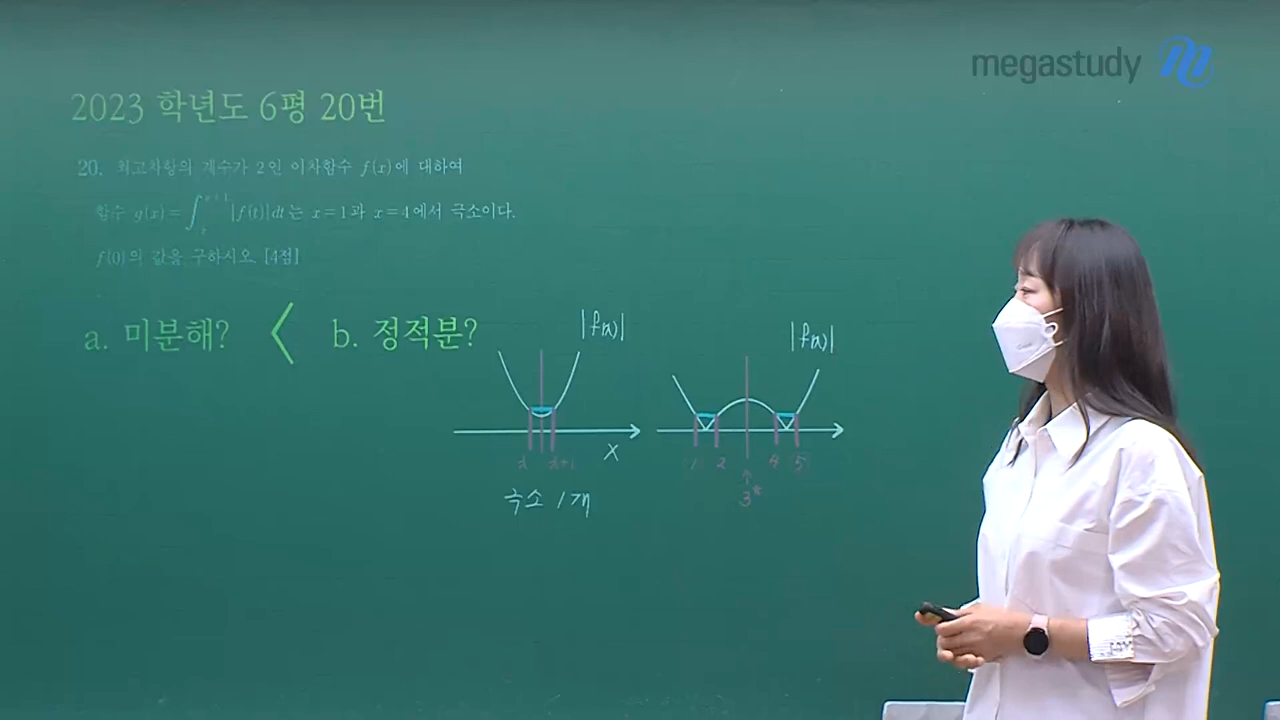 megastudy
2023 학년도 6평 20번
20. 최고차항의 계수가 2인 이차함수 f(x)에 대하여
함수 g(x)=∫ₓˣ⁺¹|f(t)|dt는 x=1과 x=4에서 극소이다.
f(0)의 값을 구하시오. [4점]
a. 미분해? < b. 정적분?
|f(x)| |f(x)|
x x+1 x
1 2 4 5
↑
3*
극소 1개